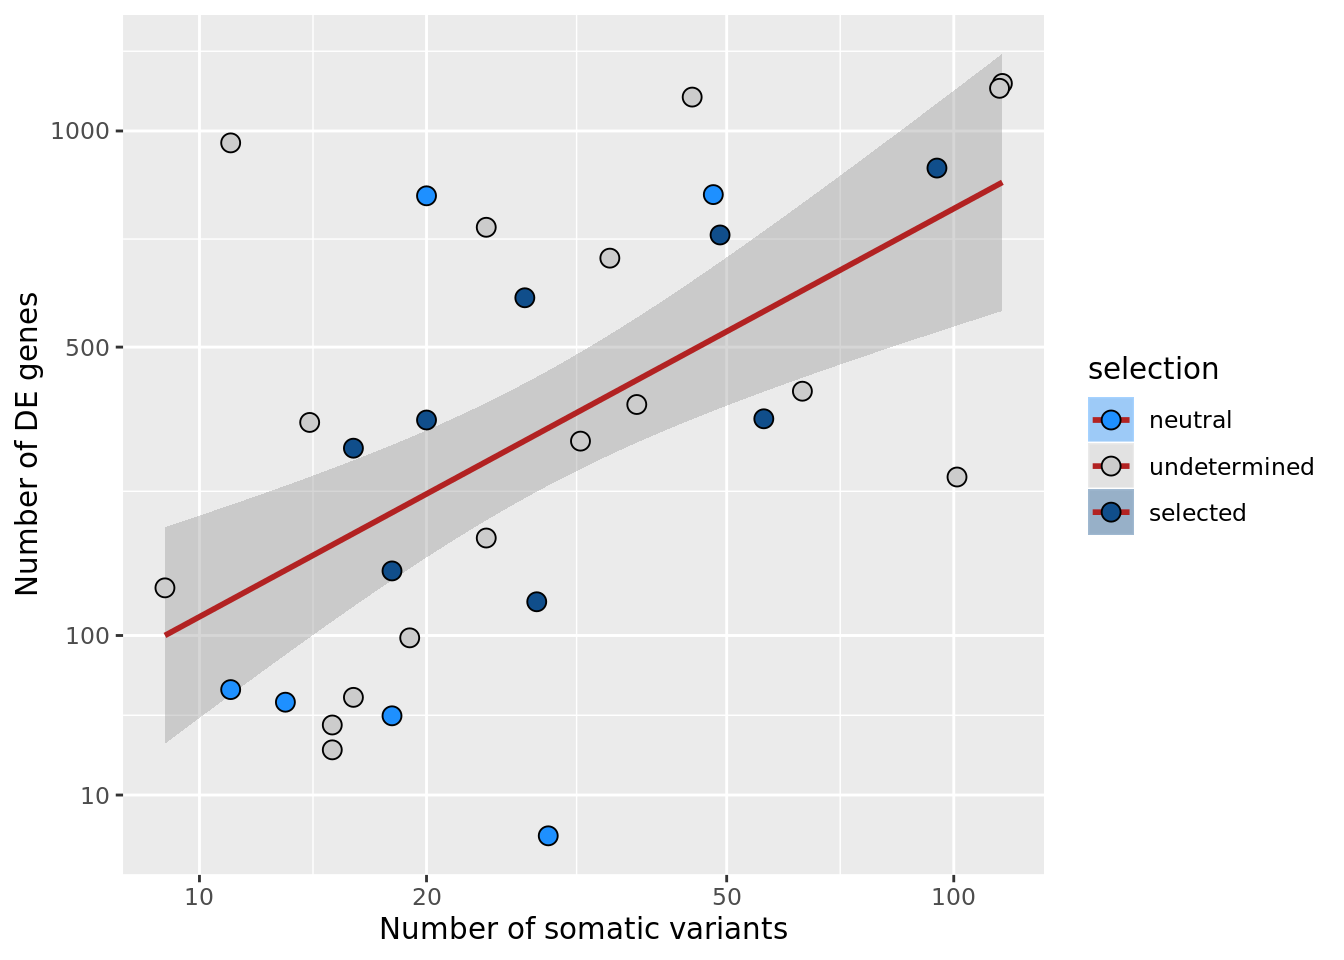 1000
500
100
10
Number of DE genes
10
20
50
100
Number of somatic variants
selection
neutral
undetermined
selected